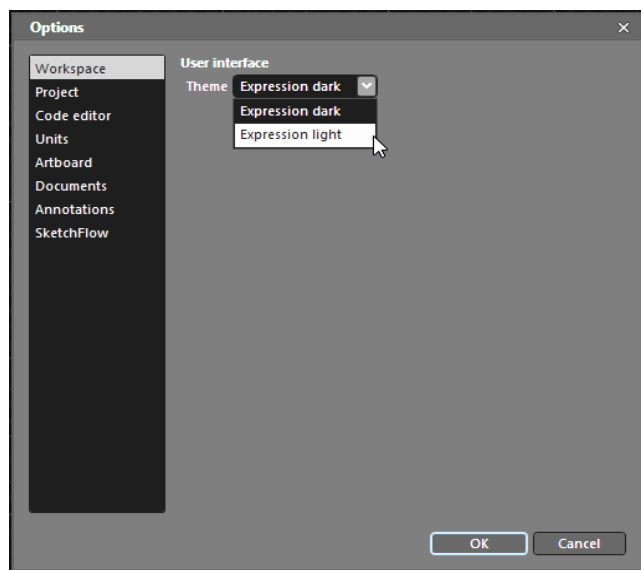 Options
Workspace
Project
Code editor
Units
Artboard
Documents
Annotations
SketchFlow
User interface
Theme Expression dark
Expression dark
Expression light
OK Cancel